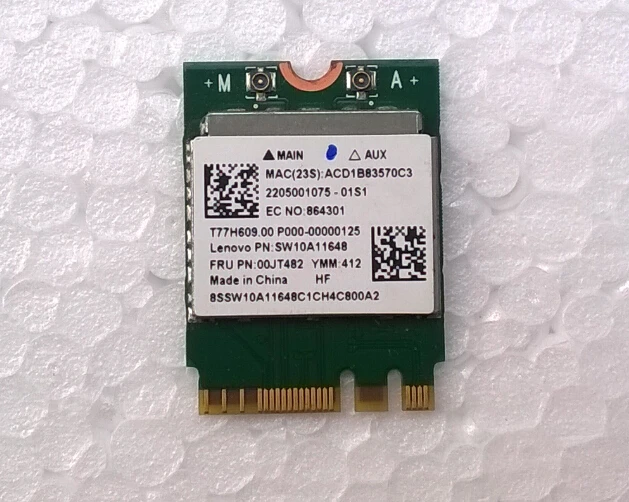 + M A +
▲ MAIN △ AUX
MAC(23S):ACD1B83570C3
2205001075 - 01S1
EC NO:864301
T77H609.00 P000-00000125
Lenovo PN:SW10A11648
FRU PN:00JT482 YMM:412
Made in China HF
8SSW10A11648C1CH4C800A2